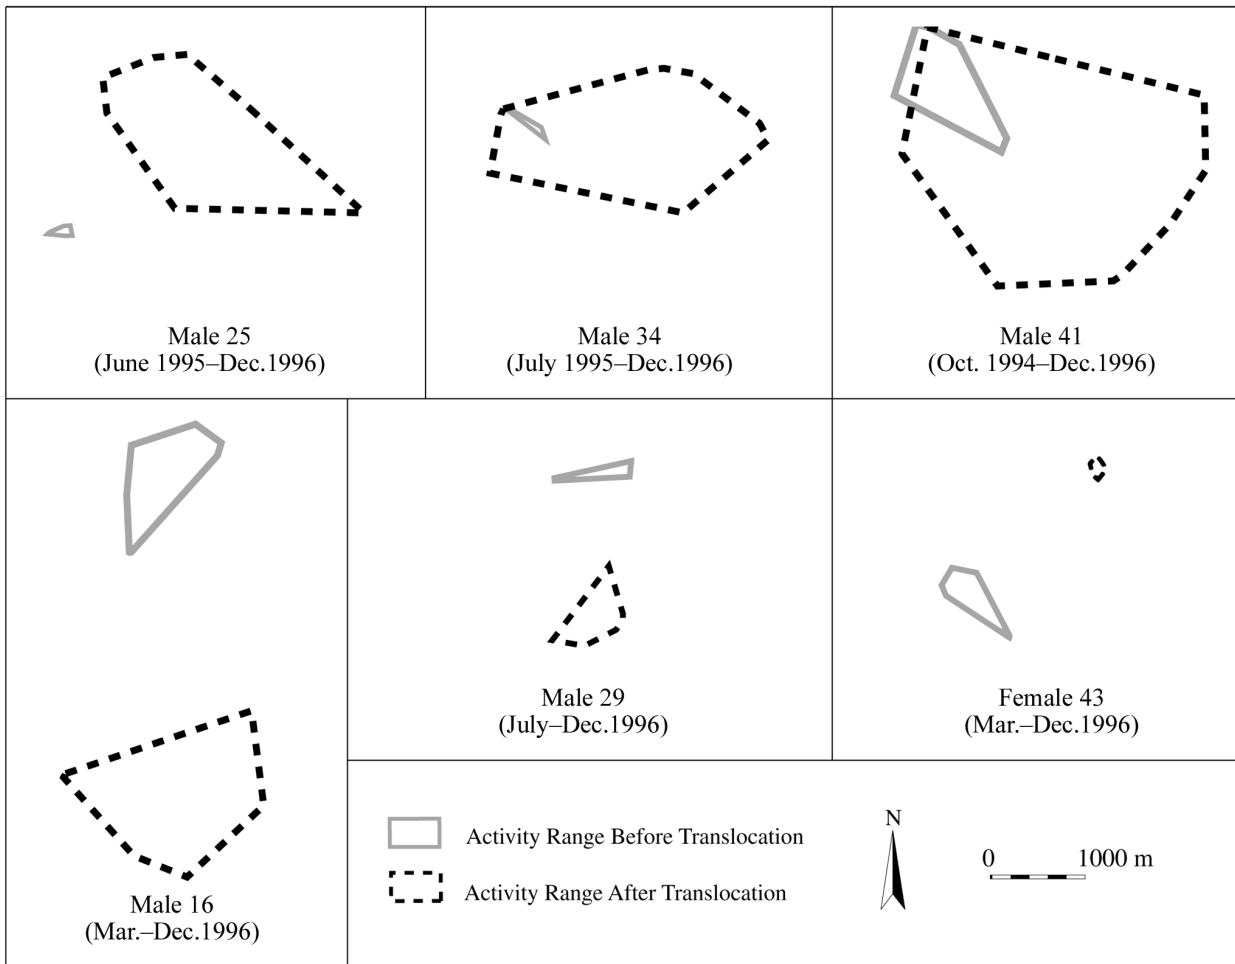 Male 25
(June 1995–Dec.1996)
Male 34
(July 1995–Dec.1996)
Male 41
(Oct. 1994–Dec.1996)
Male 16
(Mar.–Dec.1996)
Male 29
(July–Dec.1996)
Female 43
(Mar.–Dec.1996)
Activity Range Before Translocation
Activity Range After Translocation
N
0 1000 m